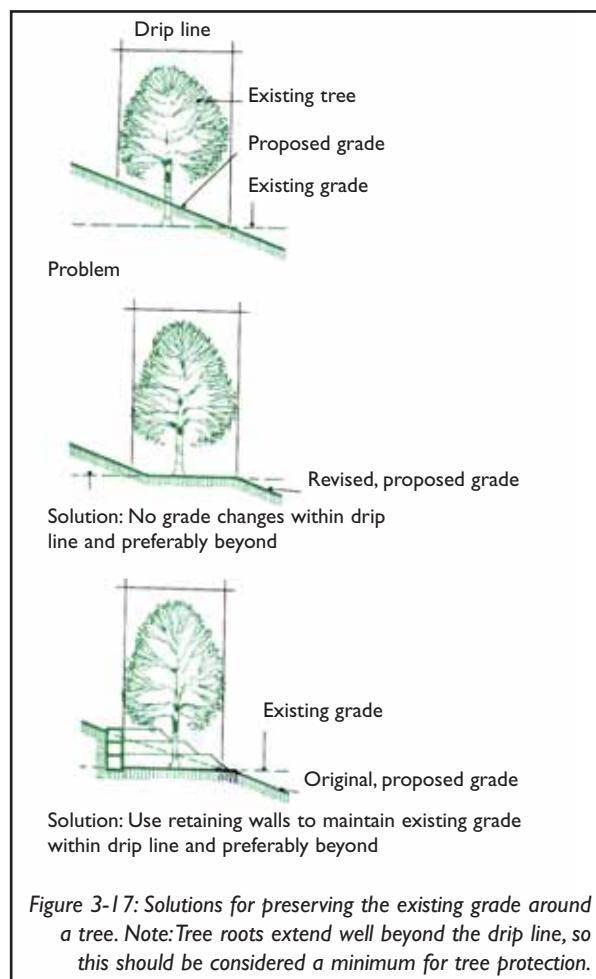 Drip line
Existing tree
Proposed grade
Existing grade
Problem
Revised, proposed grade
Solution: No grade changes within drip
line and preferably beyond
Existing grade
Original, proposed grade
Solution: Use retaining walls to maintain existing grade
within drip line and preferably beyond
Figure 3-17: Solutions for preserving the existing grade around
a tree. Note: Tree roots extend well beyond the drip line, so
this should be considered a minimum for tree protection.